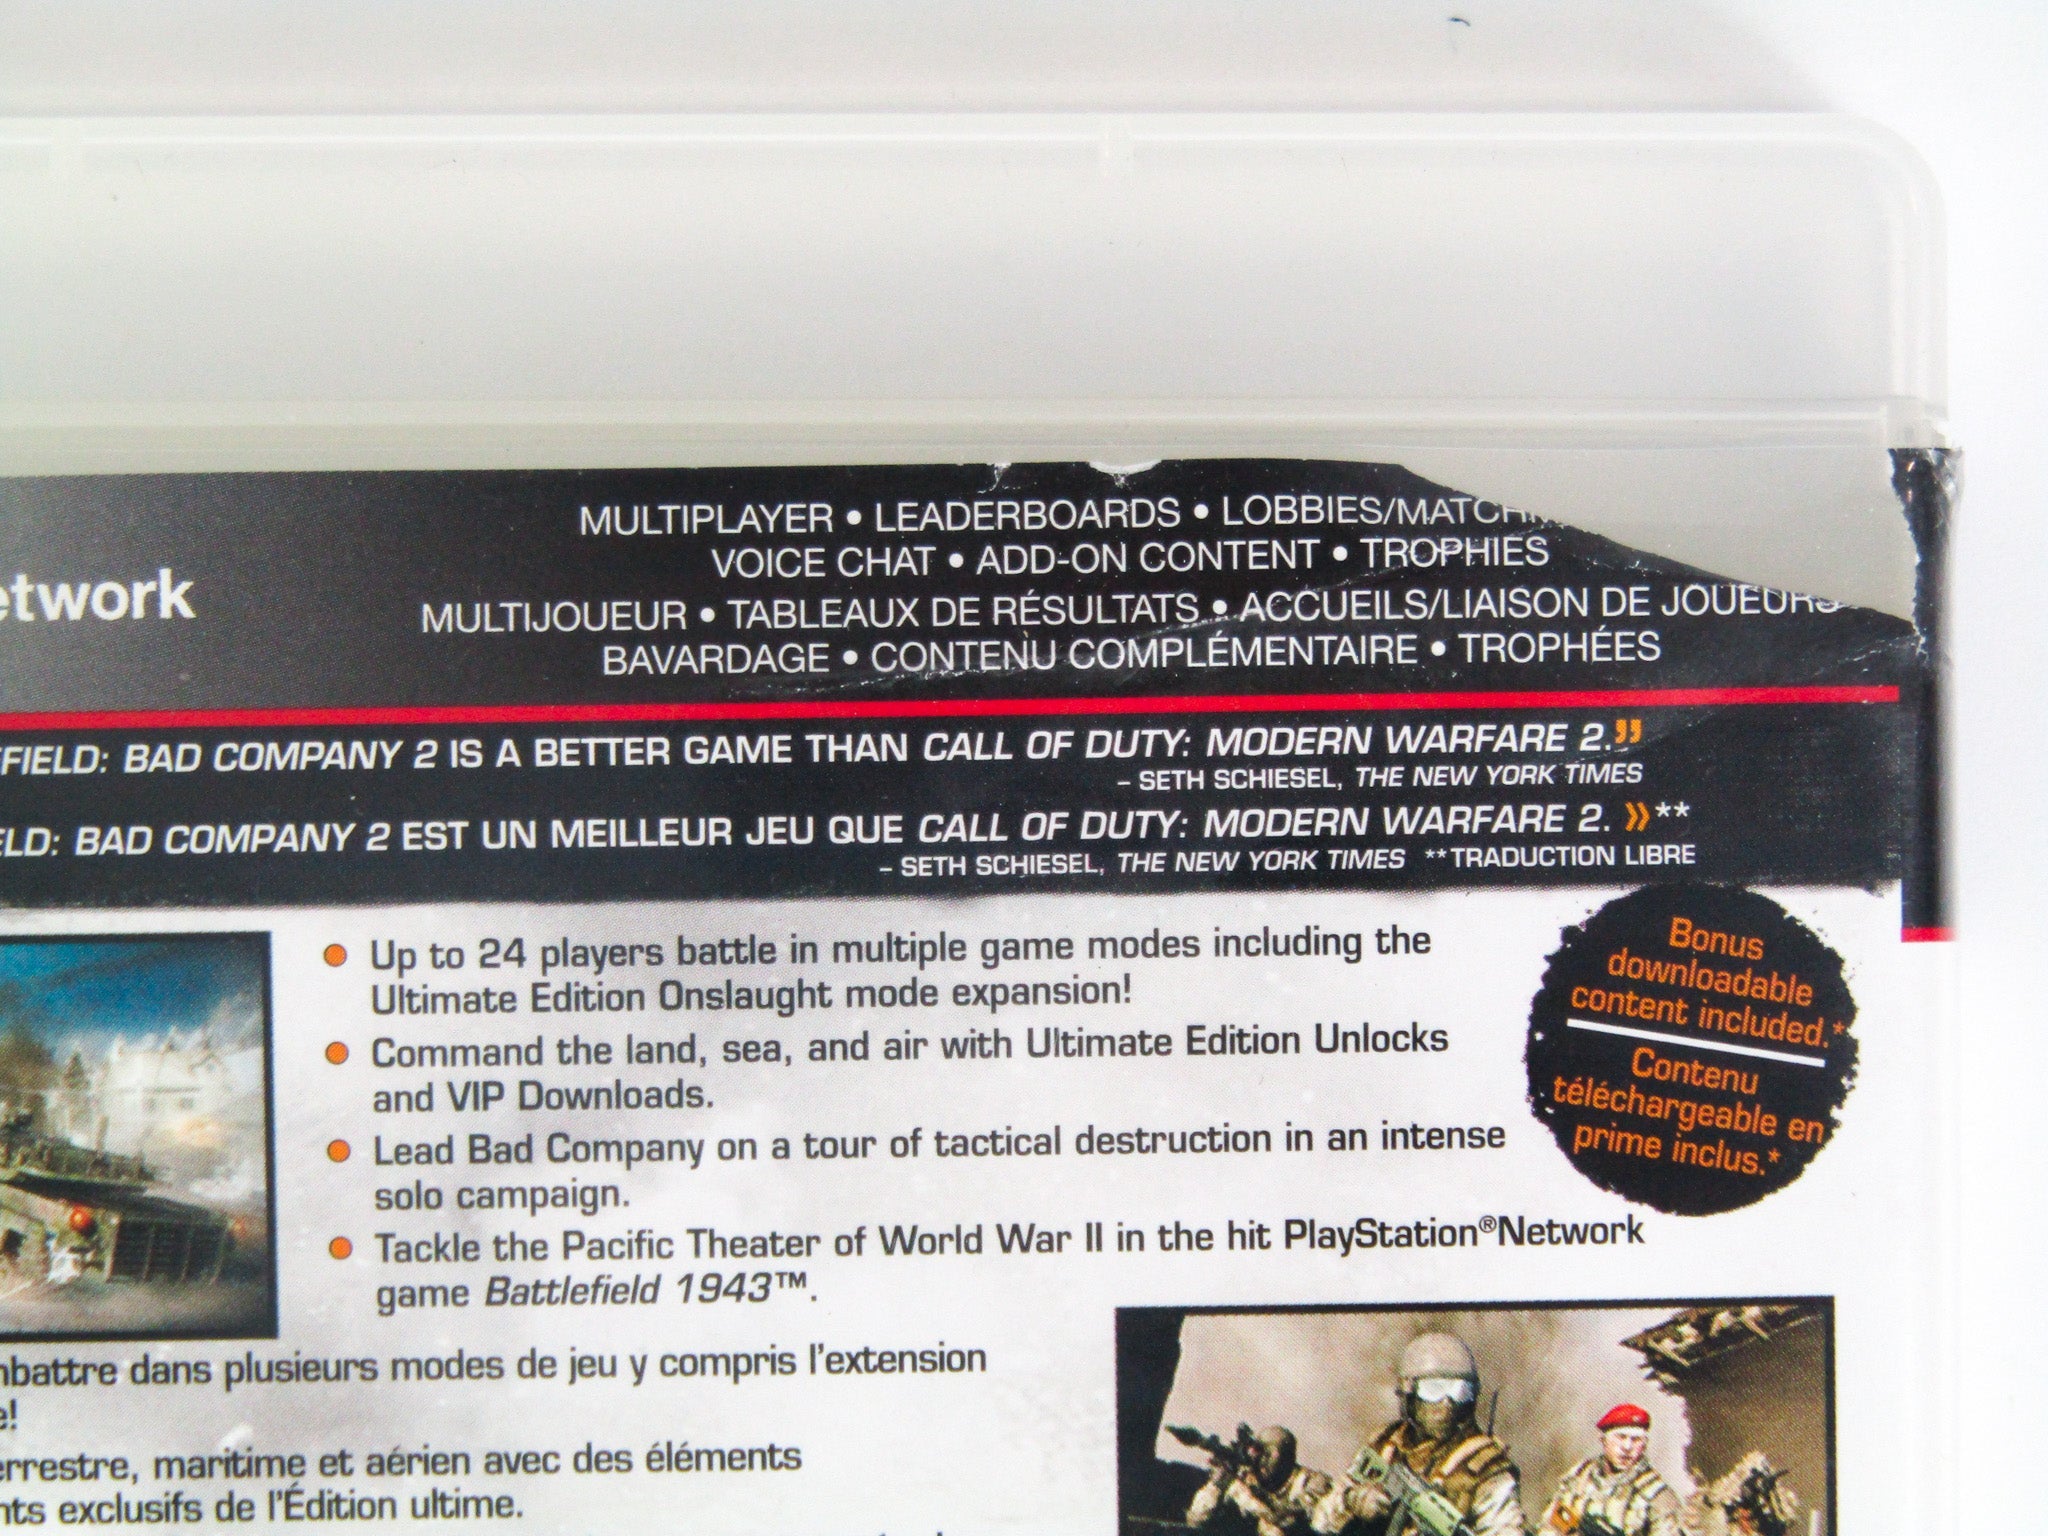 MULTIPLAYER • LEADERBOARDS • LOBBIES/
VOICE CHAT • ADD-ON CONTENT • TROPHIES
etwork
MULTIJOUEUR • TABLEAUX DE RÉSULTATS • ACCUEILS/LIAISON DE JOUEURS
BAVARDAGE • CONTENU COMPLÉMENTAIRE • TROPHÉES
FIELD: BAD COMPANY 2 IS A BETTER GAME THAN CALL OF DUTY: MODERN WARFARE 2.”
– SETH SCHIESEL, THE NEW YORK TIMES
ELD: BAD COMPANY 2 EST UN MEILLEUR JEU QUE CALL OF DUTY: MODERN WARFARE 2. »**
– SETH SCHIESEL, THE NEW YORK TIMES **TRADUCTION LIBRE
• Up to 24 players battle in multiple game modes including the
Ultimate Edition Onslaught mode expansion!
• Command the land, sea, and air with Ultimate Edition Unlocks
and VIP Downloads.
• Lead Bad Company on a tour of tactical destruction in an intense
solo campaign.
• Tackle the Pacific Theater of World War II in the hit PlayStation®Network
game Battlefield 1943™.
Bonus
downloadable
content included.*
Contenu
téléchargeable en
prime inclus.*
mbattre dans plusieurs modes de jeu y compris l'extension
e!
errestre, maritime et aérien avec des éléments
nts exclusifs de l'Édition ultime.